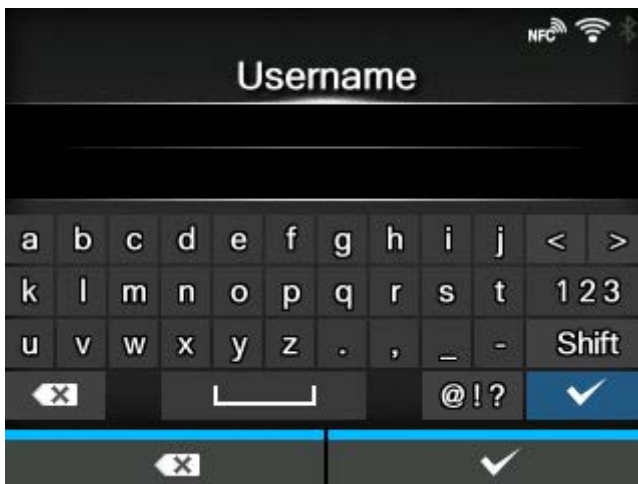 NFC
Username
a b c d e f g h i j < >
k l m n o p q r s t 123
u v w x y z . , _ - Shift
@!?